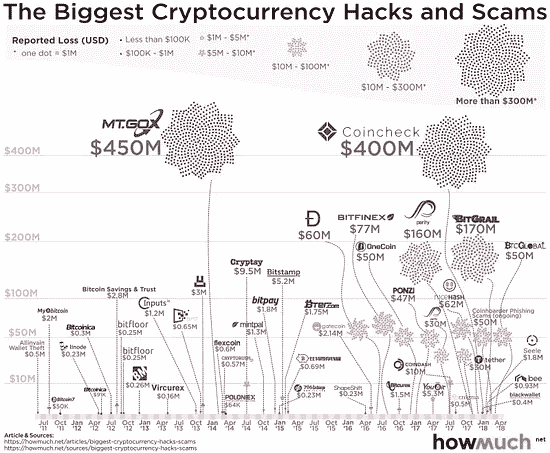 The Biggest Cryptocurrency Hacks and Scams
Reported Loss (USD)
* one dot = $1M
• Less than $100K
• $100K - $1M
$1M - $5M*
$5M - $10M*
$10M - $100M*
$10M - $300M*
More than $300M*
MT.GOX
$450M
Coincheck
$400M
$400M
$300M
$200M
$100M
$50M
$10M
$60M
BITFINEX
$77M
OneCoin
$50M
parity
$160M
BITGRAIL
$170M
BTCGLOBAL
$50M
Cryptsy
$9.5M
Bitstamp
$5.2M
Bitcoin Savings & Trust
$2.8M
$3M
Inputs
$1.2M
$0.65M
bitpay
$1.8M
$1.75M
PONZI
$47M
NICEHASH
$62M
MyBitcoin
$2M
Bitcoinica
$0.3M
bitfloor
$0.25M
mintpal
$1.3M
gatecoin
$2.14M
$30M
Coinhoarder Phishing
Scams (ongoing)
$50M
Allinvain
Wallet Theft
$0.5M
linode
$0.23M
bitfloor
$0.25M
flexcoin
$0.6M
$0.57M
$0.69M
COINDASH
$10M
tether
$30M
Seele
$1.8M
Bitcoin7
$50K
Bitcoinica
$91K
$0.26M
Vircurex
$0.16M
POLONIEX
$64K
$0.23M
ShapeShift
$0.23M
$1.5M
$5.3M
$0.5M
bee
$0.93M
blackwallet
$0.4M
Jul '11 Oct '11 Jan '12 Apr '12 Jul '12 Oct '12 Jan '13 Apr '13 Jul '13 Oct '13 Jan '14 Apr '14 Jul '14 Oct '14 Jan '15 Apr '15 Jul '15 Oct '15 Jan '16 Apr '16 Jul '16 Oct '16 Jan '17 Apr '17 Jul '17 Oct '17 Jan '18 Apr '18
Article & Sources:
https://howmuch.net/articles/biggest-cryptocurrency-hacks-scams
https://howmuch.net/sources/biggest-cryptocurrency-hacks-scams
howmuch.net